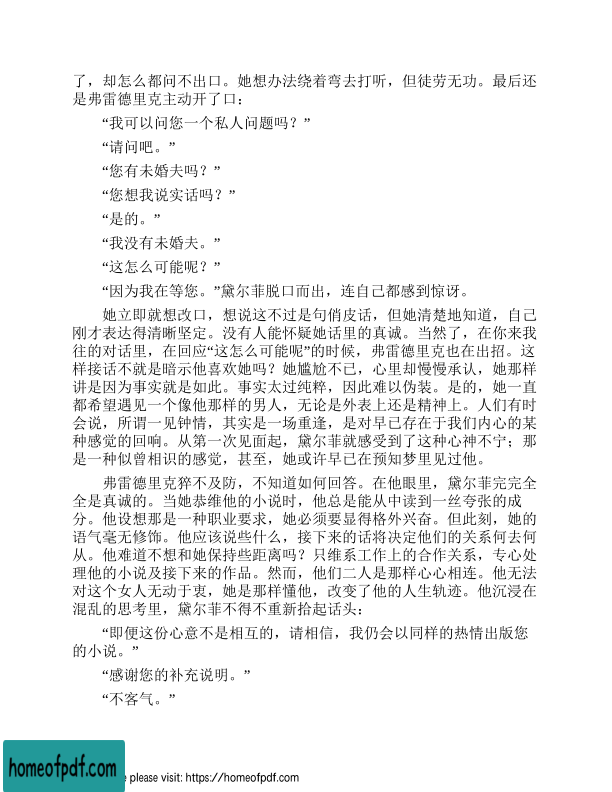 了，却怎么都问不出口。她想办法绕着弯去打听，但徒劳无功。最后还
是弗雷德里克主动开了口：
“我可以问您一个私人问题吗？”
“请问吧。”
“您有未婚夫吗？”
“您想我说实话吗？”
“是的。”
“我没有未婚夫。”
“这怎么可能呢？”
“因为我在等您。”黛尔菲脱口而出，连自己都感到惊讶。
她立即就想改口，想说这不过是句俏皮话，但她清楚地知道，自己
刚才表达得清晰坚定。没有人能怀疑她话里的真诚。当然了，在你来我
往的对话里，在回应“这怎么可能呢”的时候，弗雷德里克也在出招。这
样接话不就是暗示他喜欢她吗？她尴尬不已，心里却慢慢承认，她那样
讲是因为事实就是如此。事实太过纯粹，因此难以伪装。是的，她一直
都希望遇见一个像他那样的男人，无论是外表上还是精神上。人们有时
会说，所谓一见钟情，其实是一场重逢，是对早已存在于我们内心的某
种感觉的回响。从第一次见面起，黛尔菲就感受到了这种心神不宁；那
是一种似曾相识的感觉，甚至，她或许早已在预知梦里见过他。
弗雷德里克猝不及防，不知道如何回答。在他眼里，黛尔菲完完全
全是真诚的。当她恭维他的小说时，他总是能从中读到一丝夸张的成
分。他设想那是一种职业要求，她必须要显得格外兴奋。但此刻，她的
语气毫无修饰。他应该说些什么，接下来的话将决定他们的关系何去何
从。他难道不想和她保持些距离吗？只维系工作上的合作关系，专心处
理他的小说及接下来的作品。然而，他们二人是那样心心相连。他无法
对这个女人无动于衷，她是那样懂他，改变了他的人生轨迹。他沉浸在
混乱的思考里，黛尔菲不得不重新拾起话头：
“即便这份心意不是相互的，请相信，我仍会以同样的热情出版您
的小说。”
“感谢您的补充说明。”
“不客气。”
homeofpdf.com
e please visit: https://homeofpdf.com